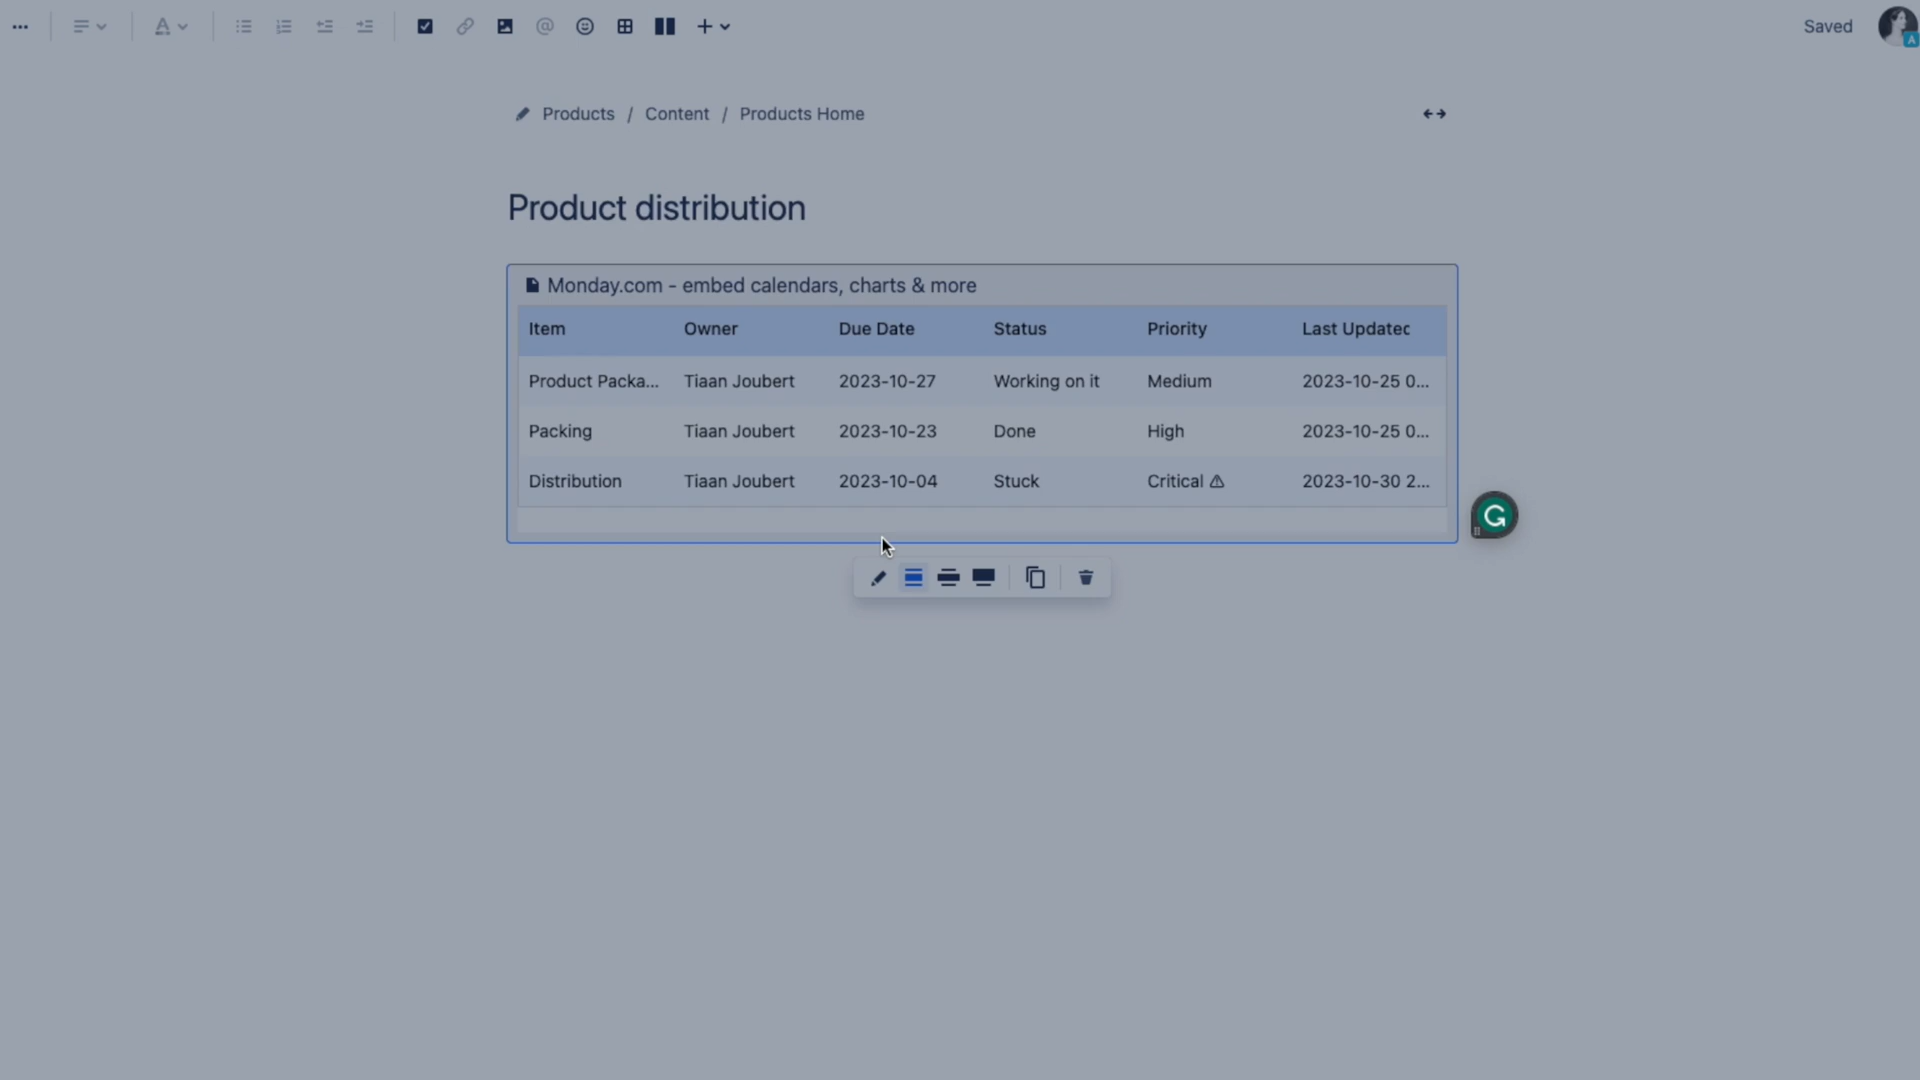 Saved
Products / Content / Products Home
Product distribution
Monday.com - embed calendars, charts & more
Item Owner Due Date Status Priority Last Updated
Product Packa... Tiaan Joubert 2023-10-27 Working on it Medium 2023-10-25 0...
Packing Tiaan Joubert 2023-10-23 Done High 2023-10-25 0...
Distribution Tiaan Joubert 2023-10-04 Stuck Critical ⚠ 2023-10-30 2...